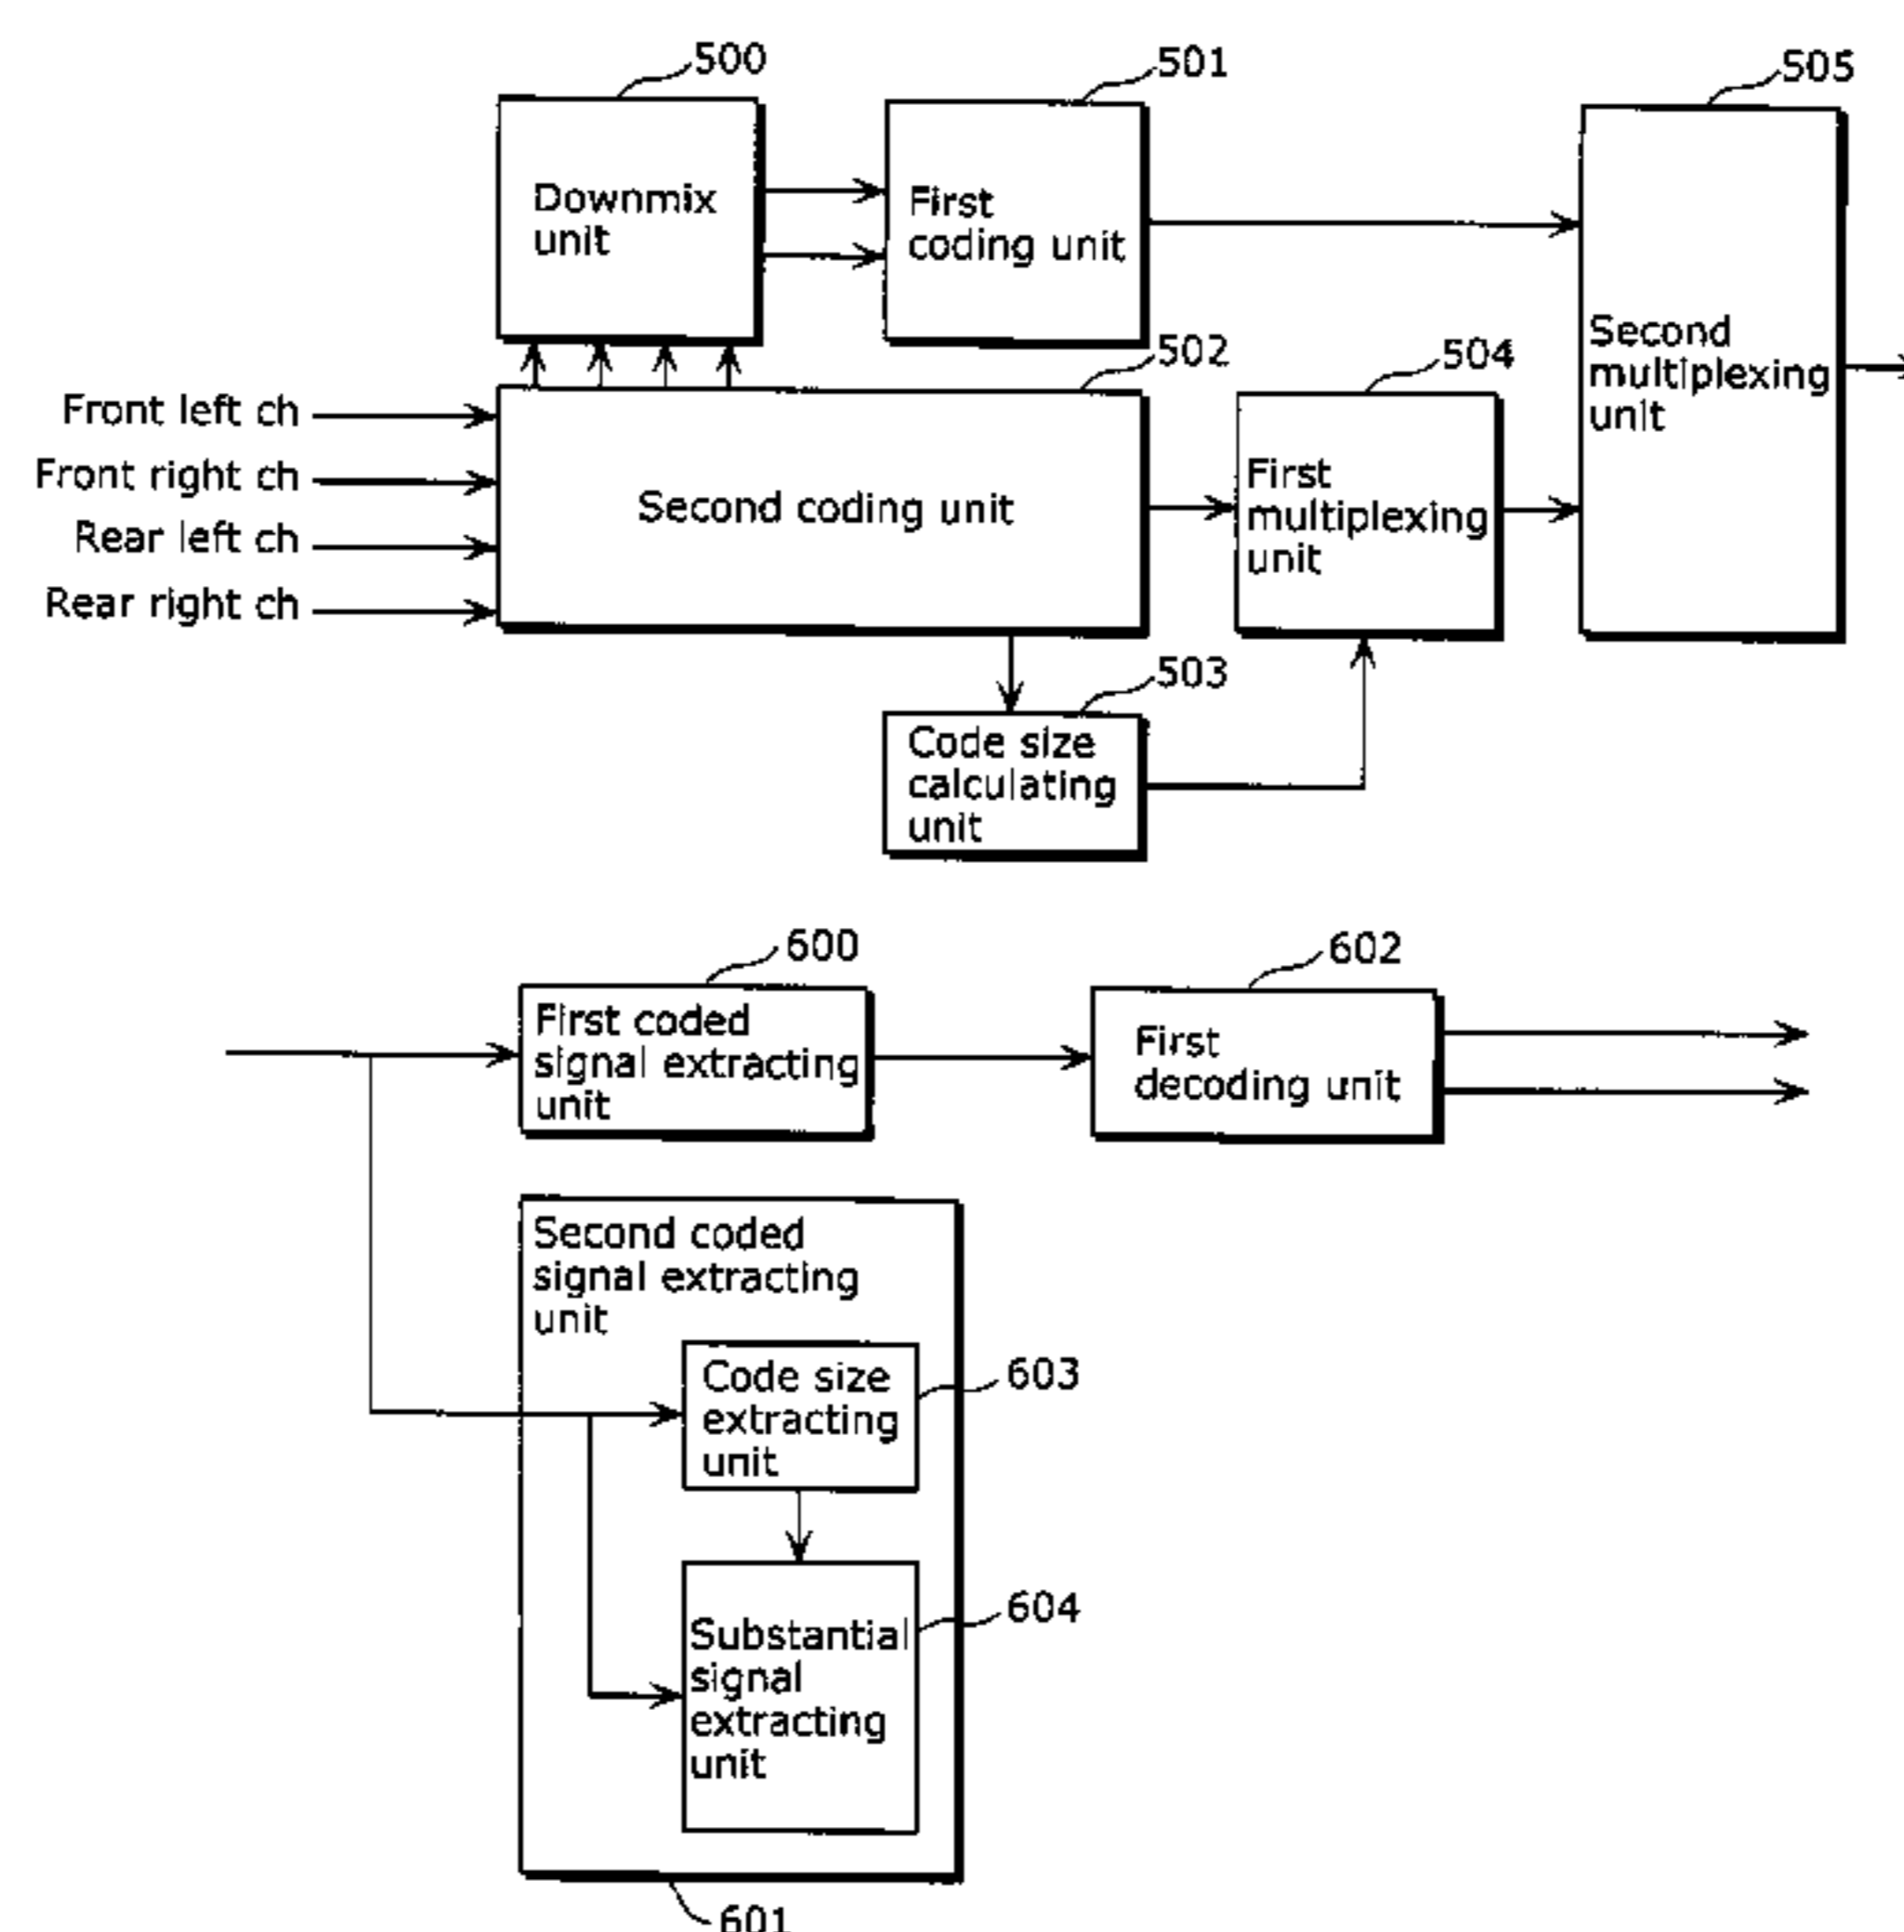 500
501
505
Downmix
unit
First
coding unit
502
504
Second
multiplexing
unit
Front left ch
Front right ch
Rear left ch
Rear right ch
Second coding unit
First
multiplexing
unit
503
Code size
calculating
unit
600
602
First coded
signal extracting
unit
First
decoding unit
Second coded
signal extracting
unit
Code size
extracting
unit
603
Substantial
signal
extracting
unit
604
601